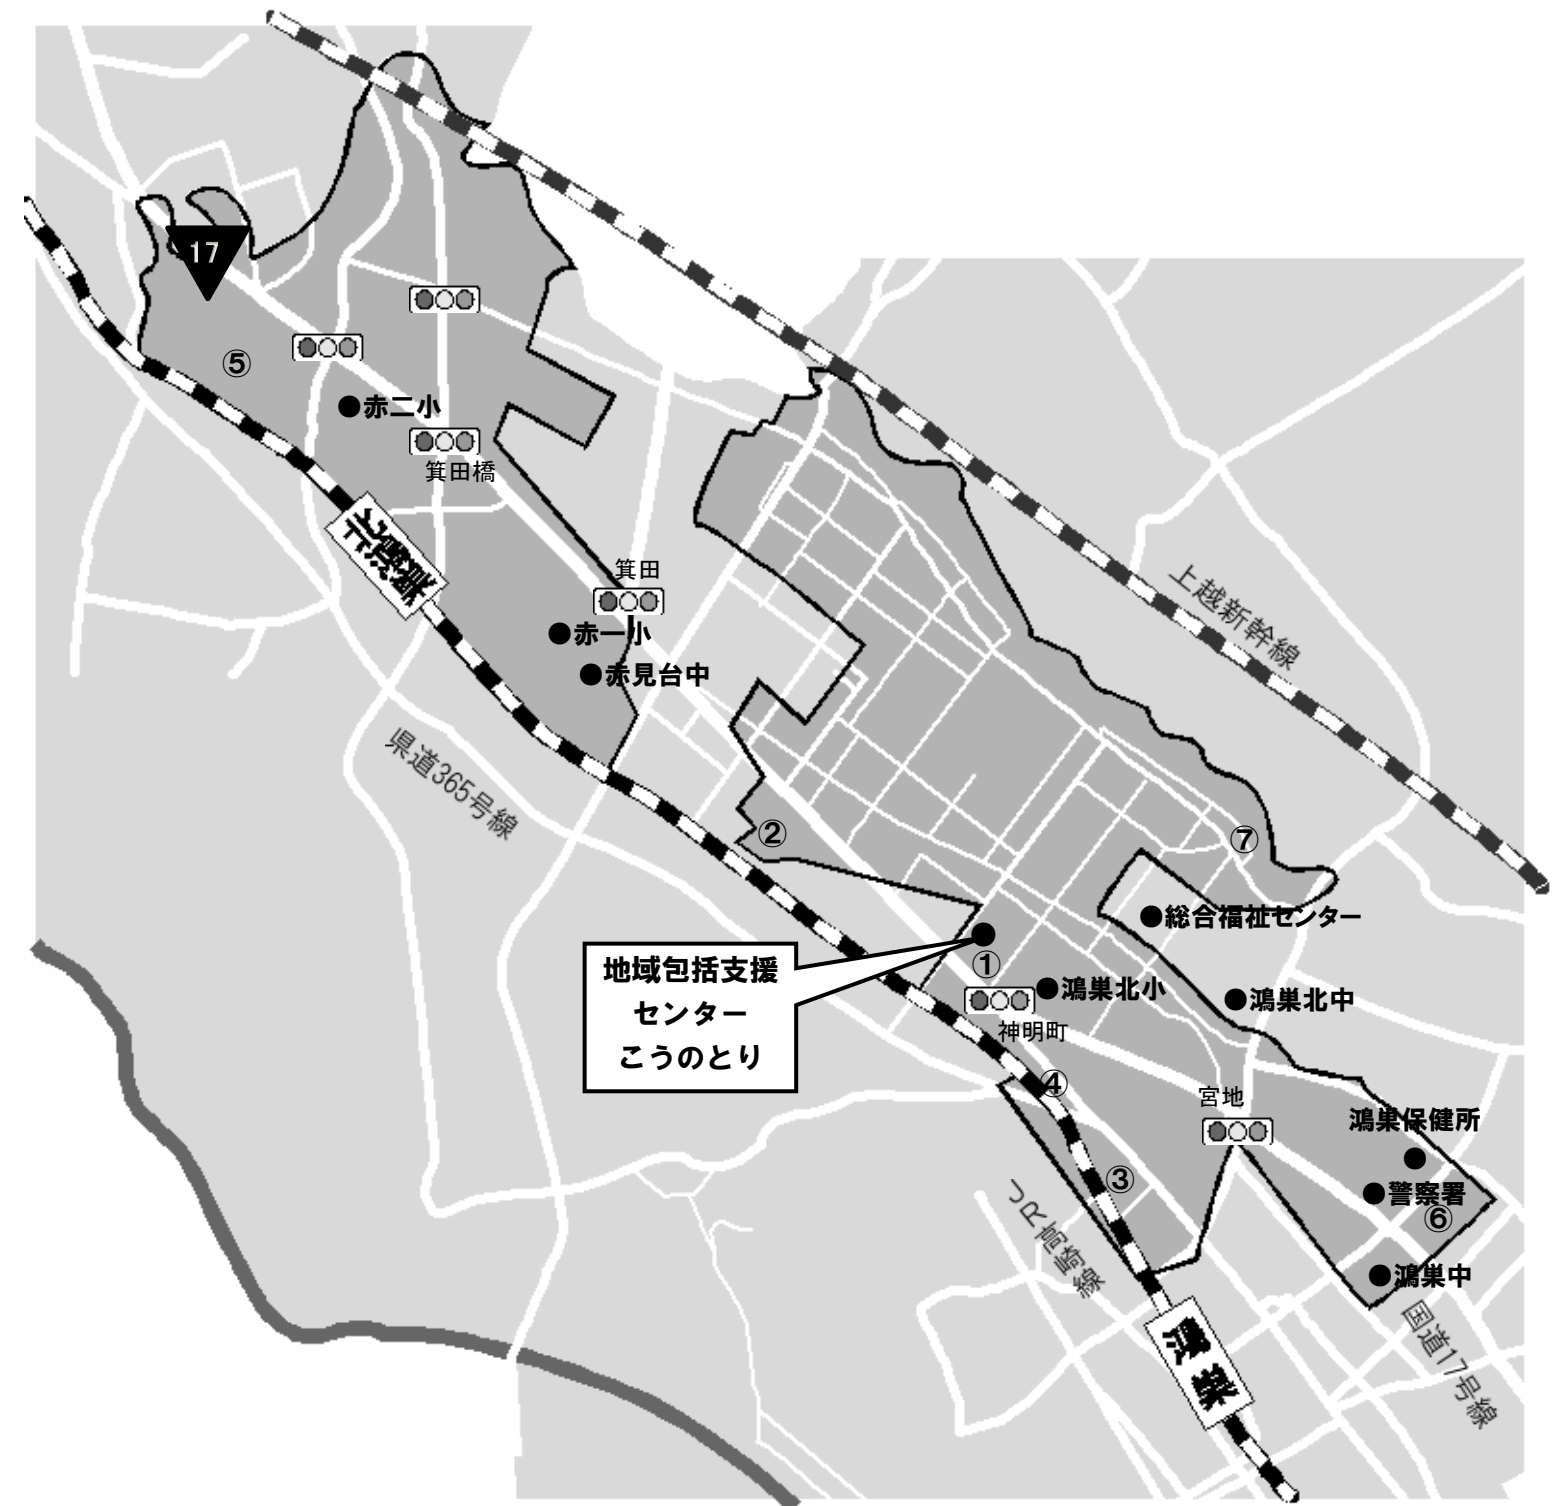 17
⑤
●赤二小
箕田橋
北鴻巣
箕田
●赤一小
●赤見台中
上越新幹線
県道365号線
②
⑦
●総合福祉センター
地域包括支援
センター
こうのとり
①
●鴻巣北小
●鴻巣北中
神明町
④
宮地
鴻巣保健所
③
●警察署
⑥
JR高崎線
●鴻巣中
国道17号線
鴻巣